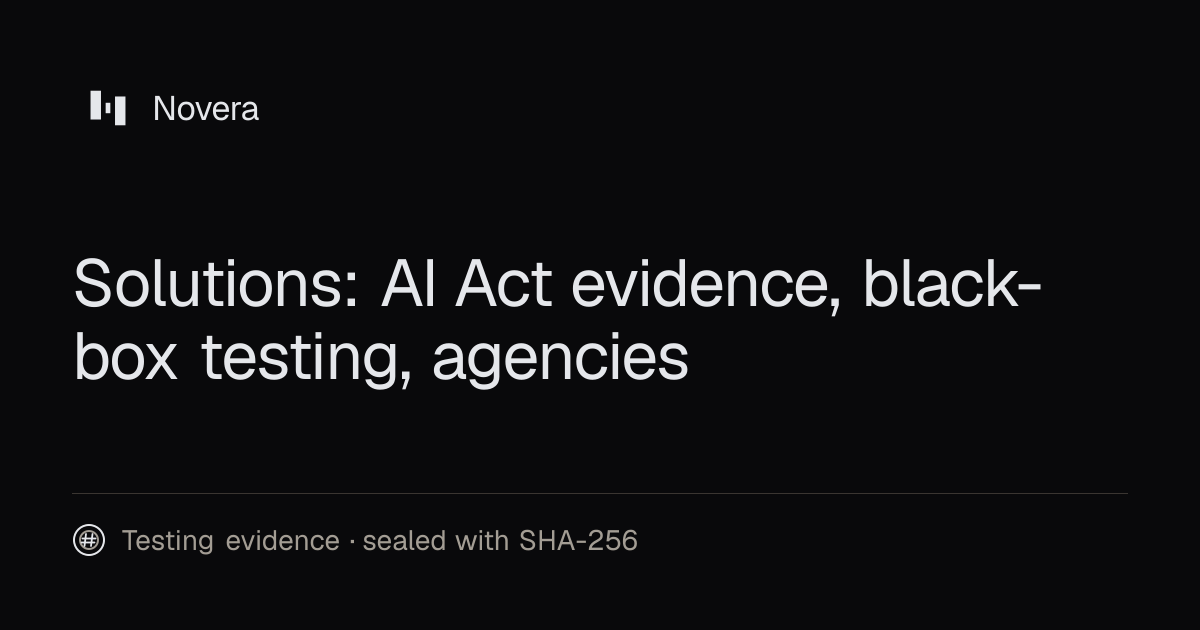 Novera
Solutions: AI Act evidence, black-
box testing, agencies
# Testing evidence · sealed with SHA-256